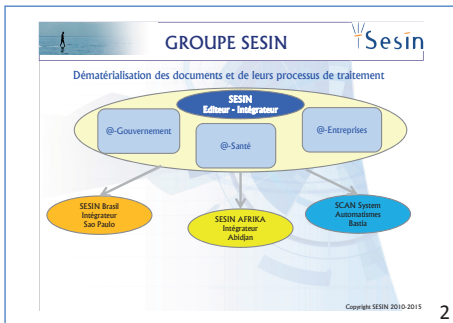 GROUPE SESIN
Sesin
Dématérialisation des documents et de leurs processus de traitement
SESIN
Editeur - Intégrateur
@-Gouvernement
@-Santé
@-Entreprises
SESIN Brasil
Intégrateur
Sao Paulo
SESIN AFRIKA
Intégrateur
Abidjan
SCAN System
Automatismes
Bastia
Copyright SESIN 2010-2015
2